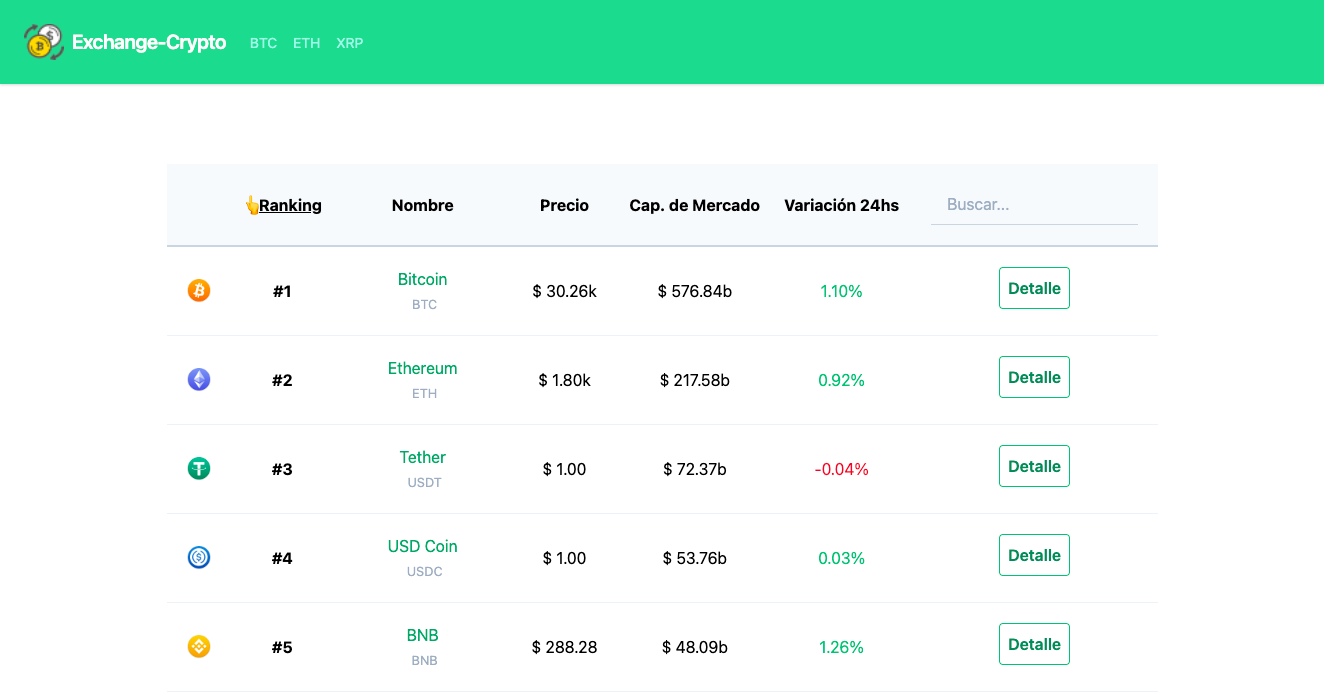 Exchange-Crypto BTC ETH XRP
Ranking Nombre Precio Cap. de Mercado Variación 24hs Buscar...
#1 Bitcoin BTC $ 30.26k $ 576.84b 1.10% Detalle
#2 Ethereum ETH $ 1.80k $ 217.58b 0.92% Detalle
#3 Tether USDT $ 1.00 $ 72.37b -0.04% Detalle
#4 USD Coin USDC $ 1.00 $ 53.76b 0.03% Detalle
#5 BNB BNB $ 288.28 $ 48.09b 1.26% Detalle